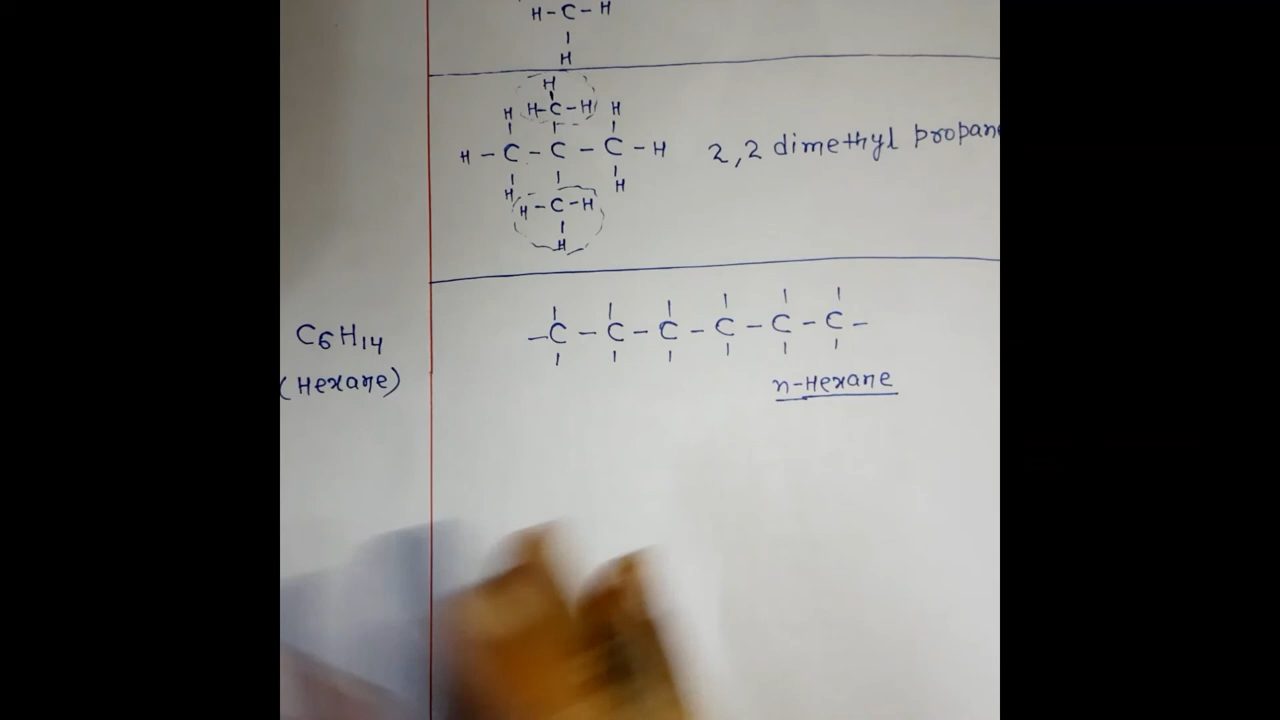 H-C-H
|
H
H
|
H H-C-H H
| | |
H - C - C - C - H
| | |
H H-C-H H
|
H
2,2 dimethyl propane
C6H14
(Hexane)
| | | | | |
-C - C - C - C - C - C -
| | | | | |
n-Hexane